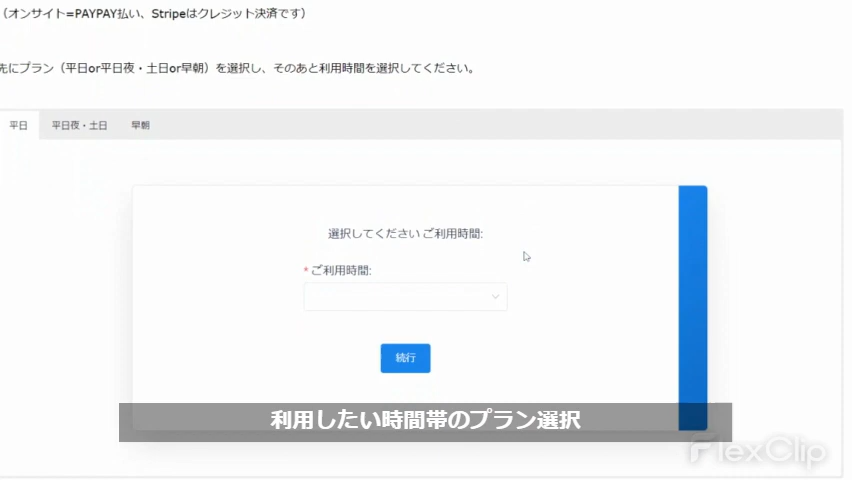 （オンサイト=PAYPAY払い、Stripeはクレジット決済です）
先にプラン（平日or平日夜・土日or早朝）を選択し、そのあと利用時間を選択してください。
平日 平日夜・土日 早朝
選択してください ご利用時間:
* ご利用時間:
続行
利用したい時間帯のプラン選択
FlexClip